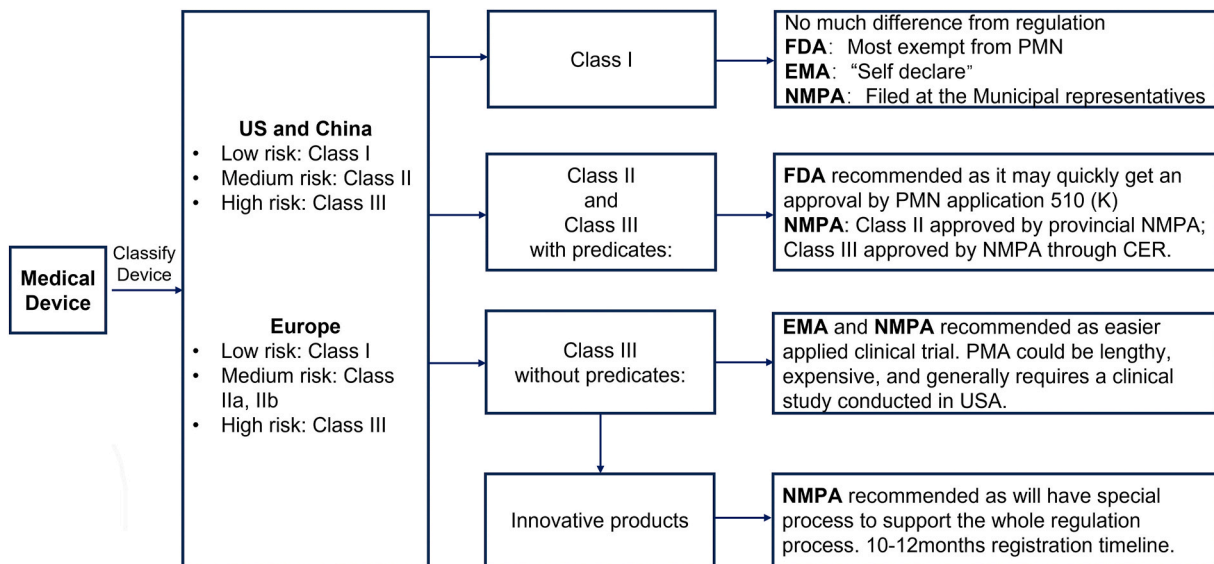 Medical
Device
Classify
Device
US and China
• Low risk: Class I
• Medium risk: Class II
• High risk: Class III
Europe
• Low risk: Class I
• Medium risk: Class
IIa, IIb
• High risk: Class III
Class I
No much difference from regulation
FDA: Most exempt from PMN
EMA: “Self declare”
NMPA: Filed at the Municipal representatives
Class II
and
Class III
with predicates:
FDA recommended as it may quickly get an
approval by PMN application 510 (K)
NMPA: Class II approved by provincial NMPA;
Class III approved by NMPA through CER.
Class III
without predicates:
EMA and NMPA recommended as easier
applied clinical trial. PMA could be lengthy,
expensive, and generally requires a clinical
study conducted in USA.
Innovative products
NMPA recommended as will have special
process to support the whole regulation
process. 10-12months registration timeline.